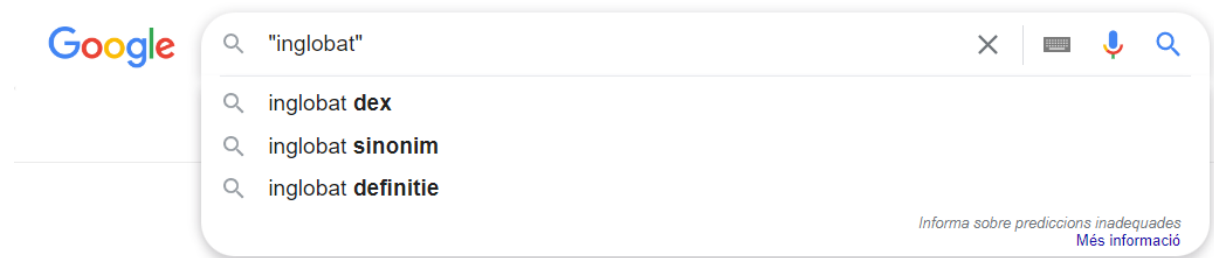 Google "inglobat"
inglobat dex
inglobat sinonim
inglobat definitie
Informa sobre prediccions inadequades
Més informació